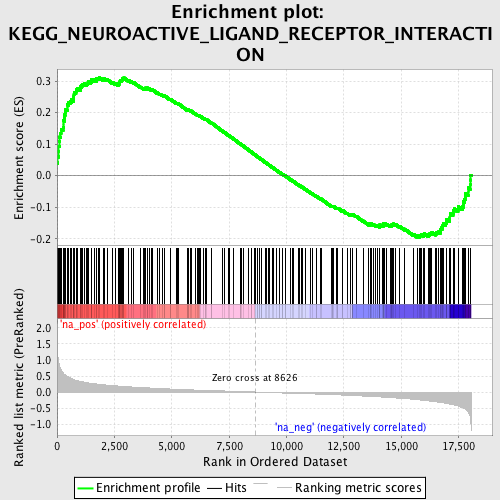 Enrichment plot:
KEGG_NEUROACTIVE_LIGAND_RECEPTOR_INTERACTI
ON
Enrichment score (ES)
0.3
0.2
0.1
0.0
-0.1
-0.2
'na_pos' (positively correlated)
Ranked list metric (PreRanked)
2.0
1.5
1.0
0.5
0.0
-0.5
-1.0
Zero cross at 8626
'na_neg' (negatively correlated)
0
2,500
5,000
7,500
10,000
12,500
15,000
17,500
Rank in Ordered Dataset
Enrichment profile
Hits
Ranking metric scores